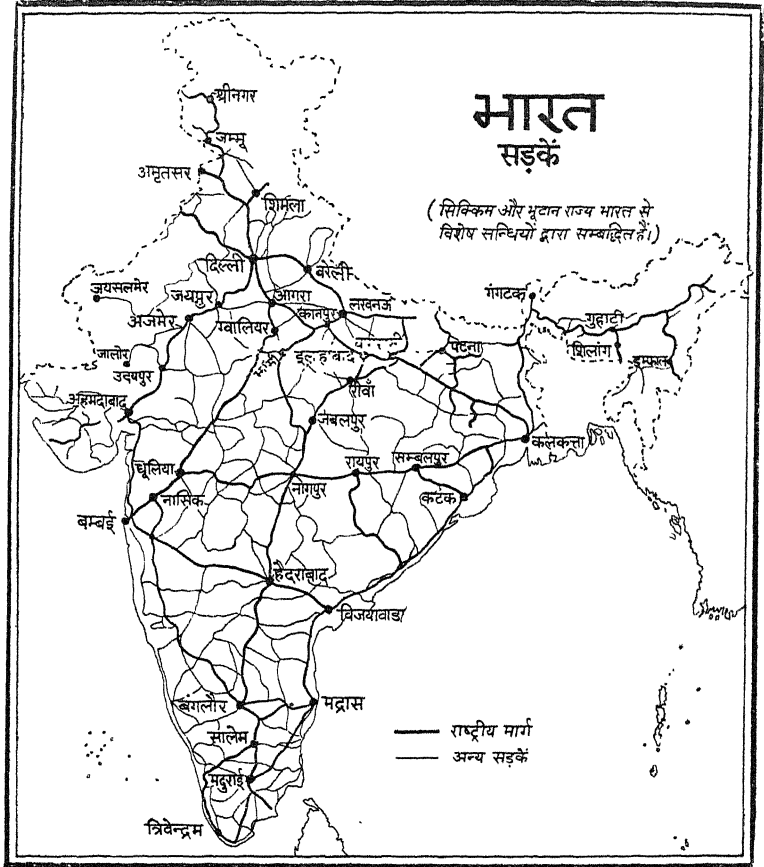 भारत
सड़कें
( सिक्किम और भूटान राज्य भारत से
विशेष सन्धियों द्वारा सम्बद्धित हैं।)
श्रीनगर
जम्मू
अमृतसर
शिमला
दिल्ली
बरेली
जयसलमेर
जयपुर
आगरा
लखनऊ
कानपुर
अजमेर
ग्वालियर
गंगटक
गुहाटी
शिलांग
इम्फाल
पटना
जालोर
उदयपुर
रीवाँ
अहमदाबाद
जबलपुर
कलकत्ता
धूलिया
रायपुर
सम्बलपुर
नासिक
नागपुर
कटक
बम्बई
हैदराबाद
विजयावाडा
बंगलौर
मद्रास
सालेम
मदुराई
त्रिवेन्द्रम
राष्ट्रीय मार्ग
अन्य सड़कें